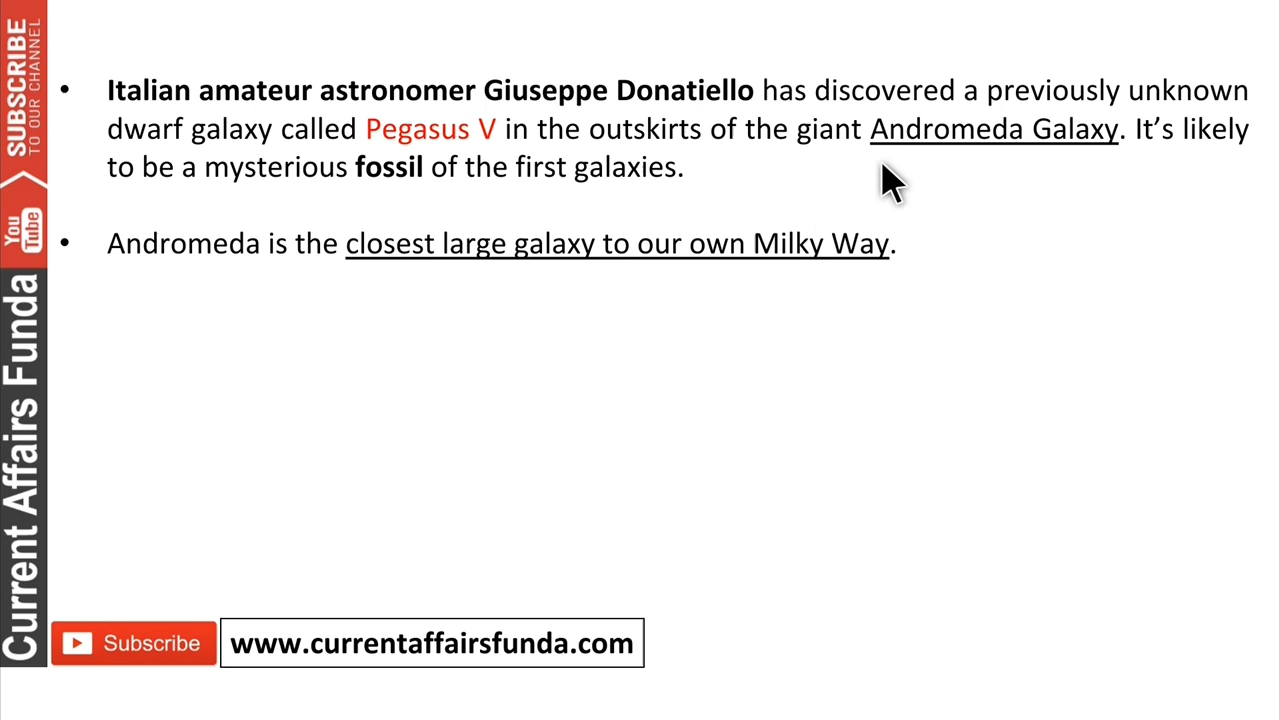 SUBSCRIBE
TO OUR CHANNEL
You
Tube
Current Affairs Funda
• Italian amateur astronomer Giuseppe Donatiello has discovered a previously unknown
dwarf galaxy called Pegasus V in the outskirts of the giant Andromeda Galaxy. It’s likely
to be a mysterious fossil of the first galaxies.
• Andromeda is the closest large galaxy to our own Milky Way.
Subscribe
www.currentaffairsfunda.com